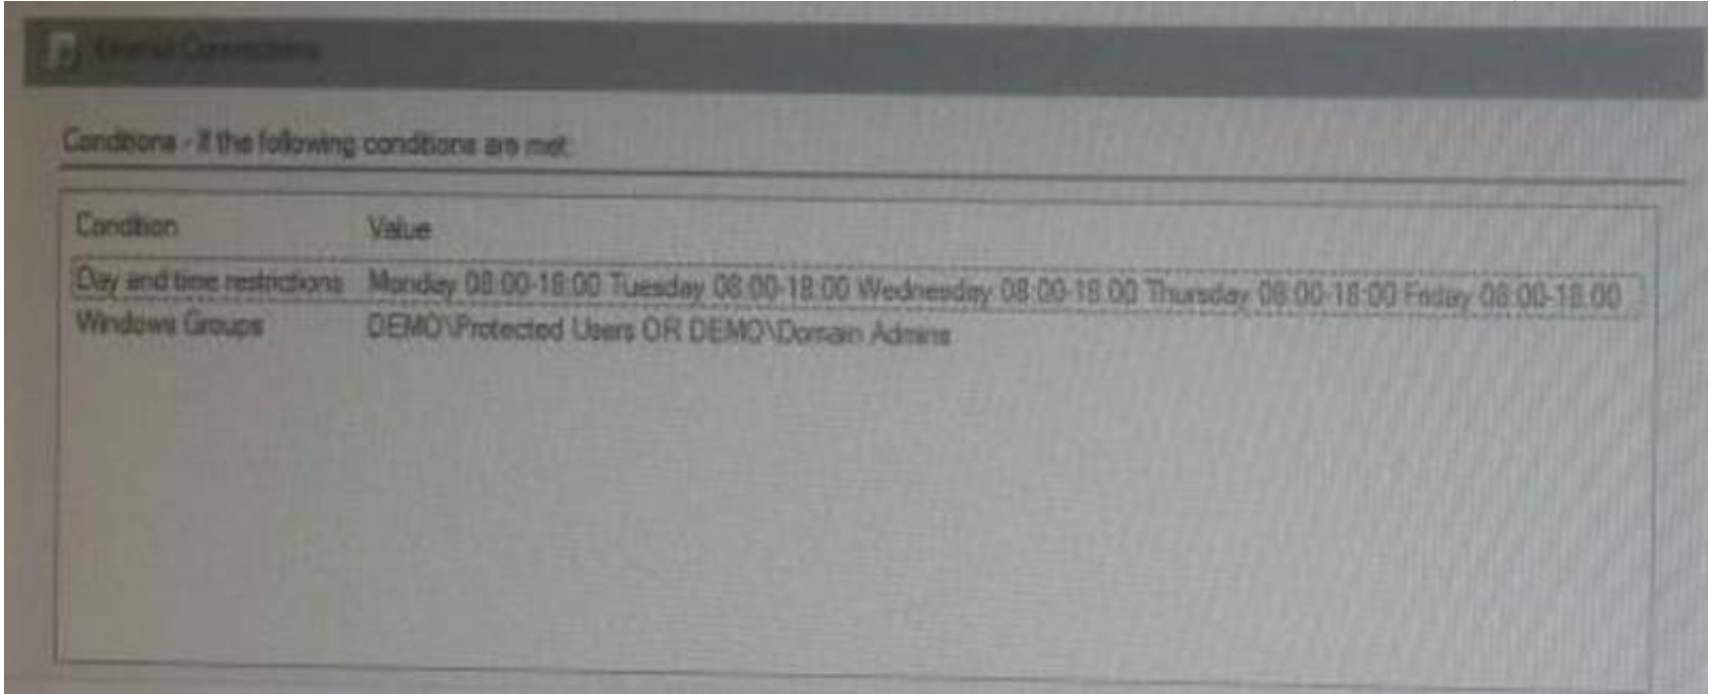 Connections
Conditions - If the following conditions are met:
Condition Value
Day and time restrictions Monday 08:00-18:00 Tuesday 08:00-18:00 Wednesday 08:00-18:00 Thursday 08:00-18:00 Friday 08:00-18:00
Windows Groups DEMO\Protected Users OR DEMO\Domain Admins